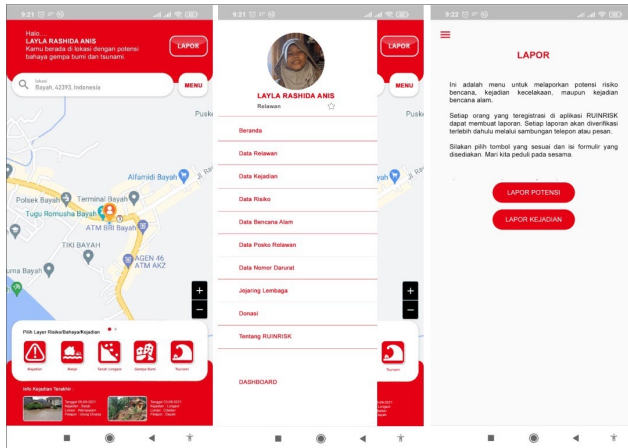 9:21
Halo...
LAYLA RASHIDA ANIS
Kamu berada di lokasi dengan potensi
bahaya gempa bumi dan tsunami.
LAPOR
lokasi
Bayah, 42393, Indonesia
MENU
Puske
Alfamidi Bayah
Polsek Bayah
Terminal Bayah
Tugu Romusha Bayah
ATM BRI Bayah
TIKI BAYAH
AGEN 46
ATM AKZ
uma Bayah
+
−
Pilih Layer Risiko/Bahaya/Kejadian
Kejadian
Banjir
Tanah Longsor
Gempa Bumi
Tsunami
Info Kejadian Terakhir :
9:21
LAPOR
LAYLA RASHIDA ANIS
Relawan
MENU
Puske
Beranda
Data Relawan
Data Kejadian
Data Risiko
Data Bencana Alam
Data Posko Relawan
Data Nomor Darurat
Jejaring Lembaga
Donasi
Tentang RUINRISK
DASHBOARD
ayah
+
−
Tsunami
9:22
LAPOR
Ini adalah menu untuk melaporkan potensi risiko
bencana, kejadian kecelakaan, maupun kejadian
bencana alam.
Setiap orang yang teregistrasi di aplikasi RUINRISK
dapat membuat laporan. Setiap laporan akan diverifikasi
terlebih dahulu melalui sambungan telepon atau pesan.
Silakan pilih tombol yang sesuai dan isi formulir yang
disediakan. Mari kita peduli pada sesama
LAPOR POTENSI
LAPOR KEJADIAN